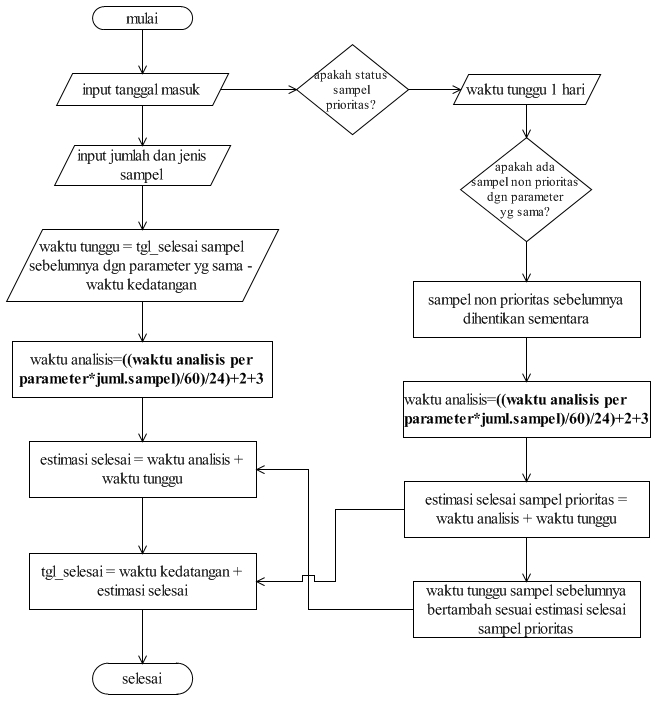 mulai
input tanggal masuk
apakah status
sampel
prioritas?
waktu tunggu 1 hari
input jumlah dan jenis
sampel
apakah ada
sampel non prioritas
dgn parameter
yg sama?
waktu tunggu = tgl_selesai sampel
sebelumnya dgn parameter yg sama -
waktu kedatangan
sampel non prioritas sebelumnya
dihentikan sementara
waktu analisis=((waktu analisis per
parameter*juml.sampel)/60)/24)+2+3
waktu analisis=((waktu analisis per
parameter*juml.sampel)/60)/24)+2+3
estimasi selesai = waktu analisis +
waktu tunggu
estimasi selesai sampel prioritas =
waktu analisis + waktu tunggu
tgl_selesai = waktu kedatangan +
estimasi selesai
waktu tunggu sampel sebelumnya
bertambah sesuai estimasi selesai
sampel prioritas
selesai